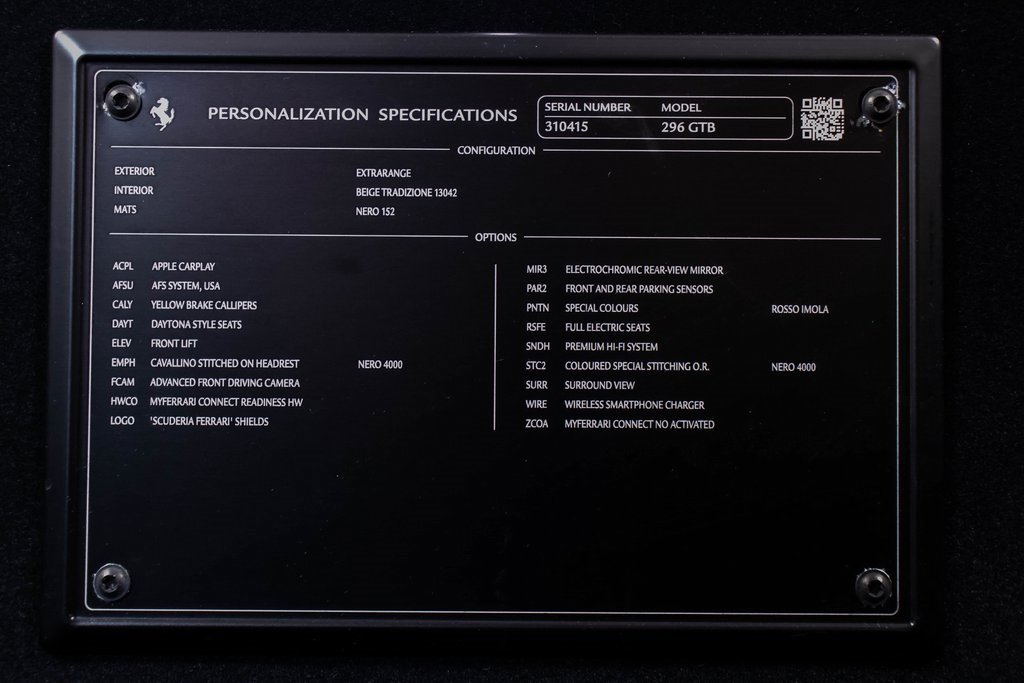 PERSONALIZATION SPECIFICATIONS
SERIAL NUMBER MODEL
310415 296 GTB
CONFIGURATION
EXTERIOR EXTRARANGE
INTERIOR BEIGE TRADIZIONE 13042
MATS NERO 152
OPTIONS
ACPL APPLE CARPLAY
AFSU AFS SYSTEM, USA
CALY YELLOW BRAKE CALLIPERS
DAYT DAYTONA STYLE SEATS
ELEV FRONT LIFT
EMPH CAVALLINO STITCHED ON HEADREST NERO 4000
FCAM ADVANCED FRONT DRIVING CAMERA
HWCO MYFERRARI CONNECT READINESS HW
LOGO 'SCUDERIA FERRARI' SHIELDS
MIR3 ELECTROCHROMIC REAR-VIEW MIRROR
PAR2 FRONT AND REAR PARKING SENSORS
PNTN SPECIAL COLOURS ROSSO IMOLA
RSFE FULL ELECTRIC SEATS
SNDH PREMIUM HI-FI SYSTEM
STC2 COLOURED SPECIAL STITCHING O.R. NERO 4000
SURR SURROUND VIEW
WIRE WIRELESS SMARTPHONE CHARGER
ZCOA MYFERRARI CONNECT NO ACTIVATED